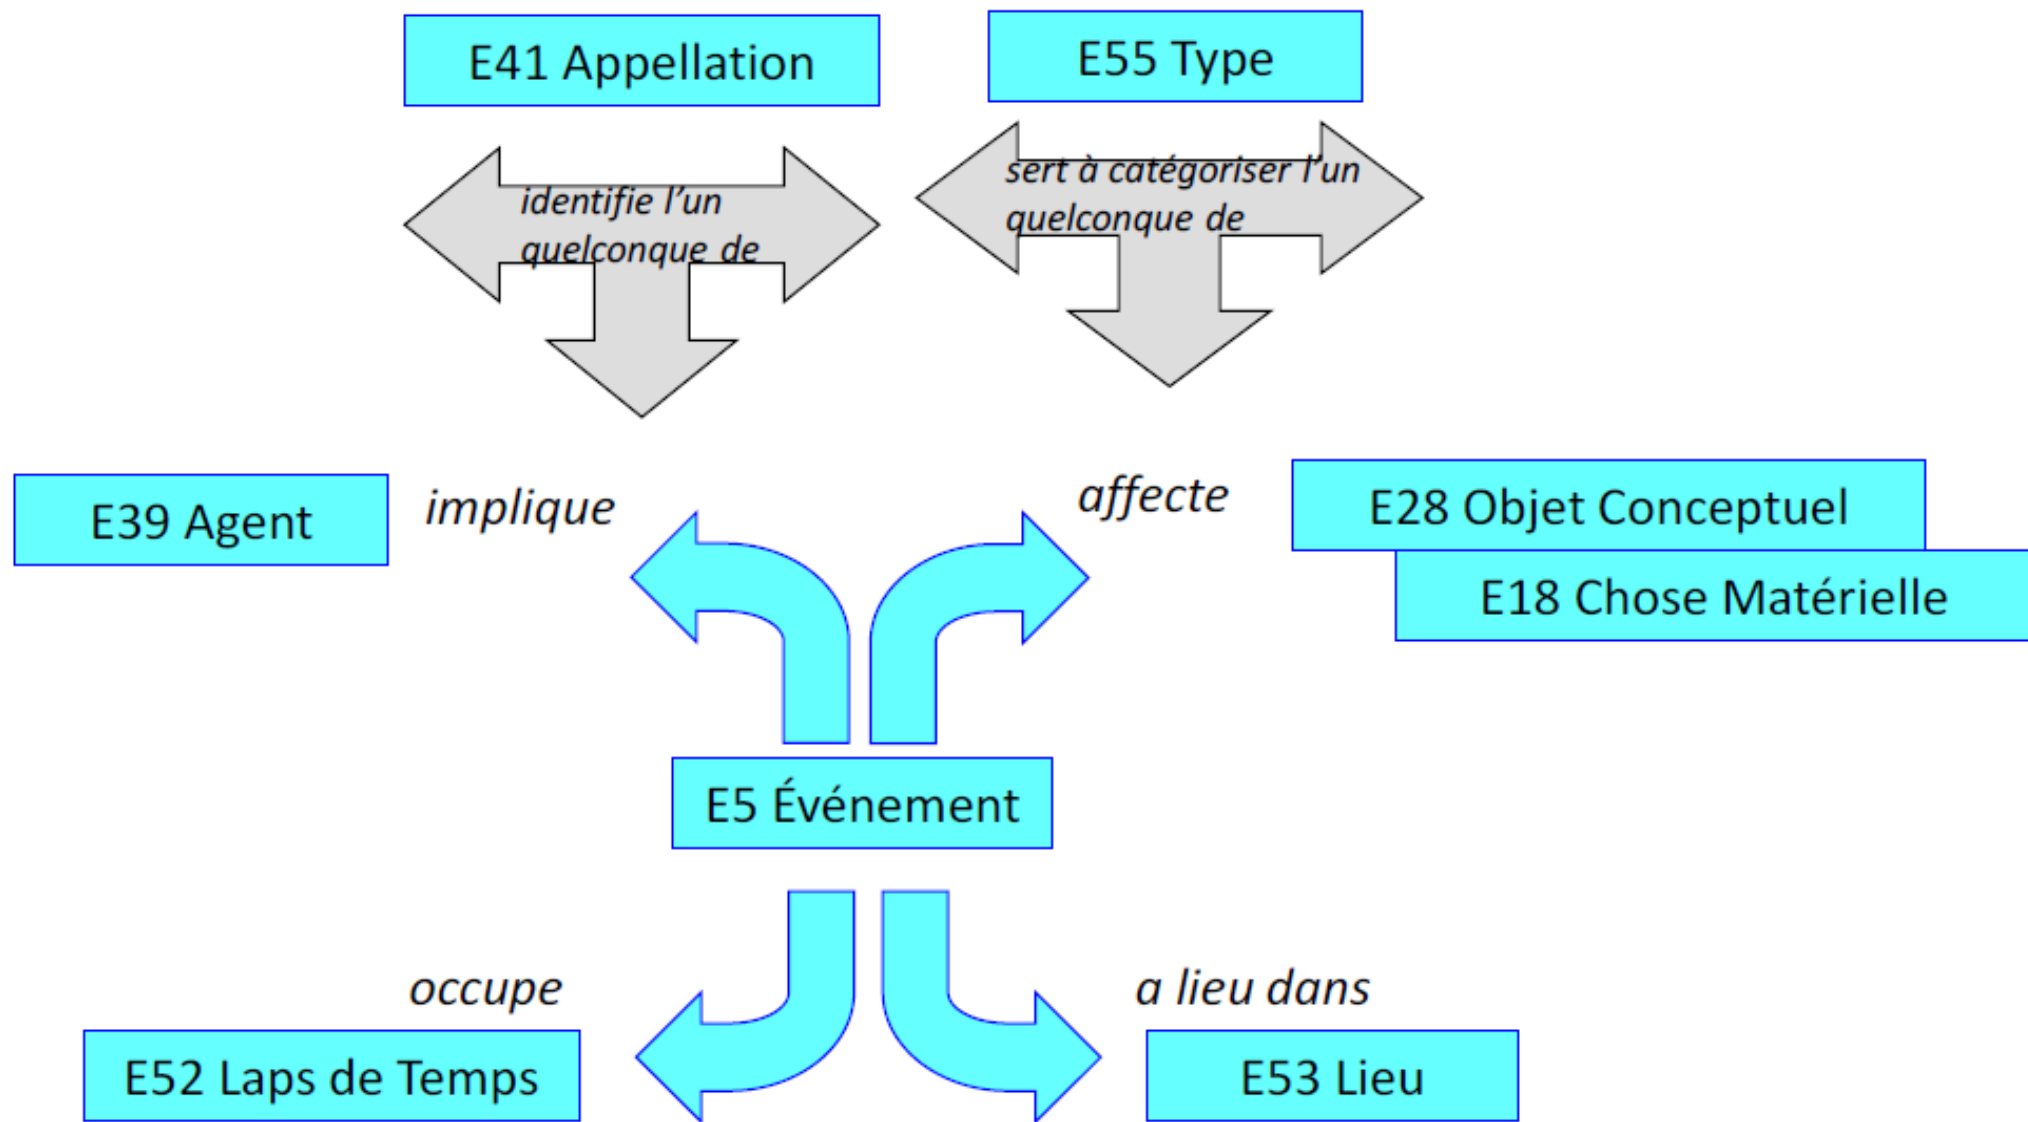 E41 Appellation
E55 Type
identifie l’un
quelconque de
sert à catégoriser l’un
quelconque de
E39 Agent
implique
affecte
E28 Objet Conceptuel
E18 Chose Matérielle
E5 Événement
occupe
a lieu dans
E52 Laps de Temps
E53 Lieu